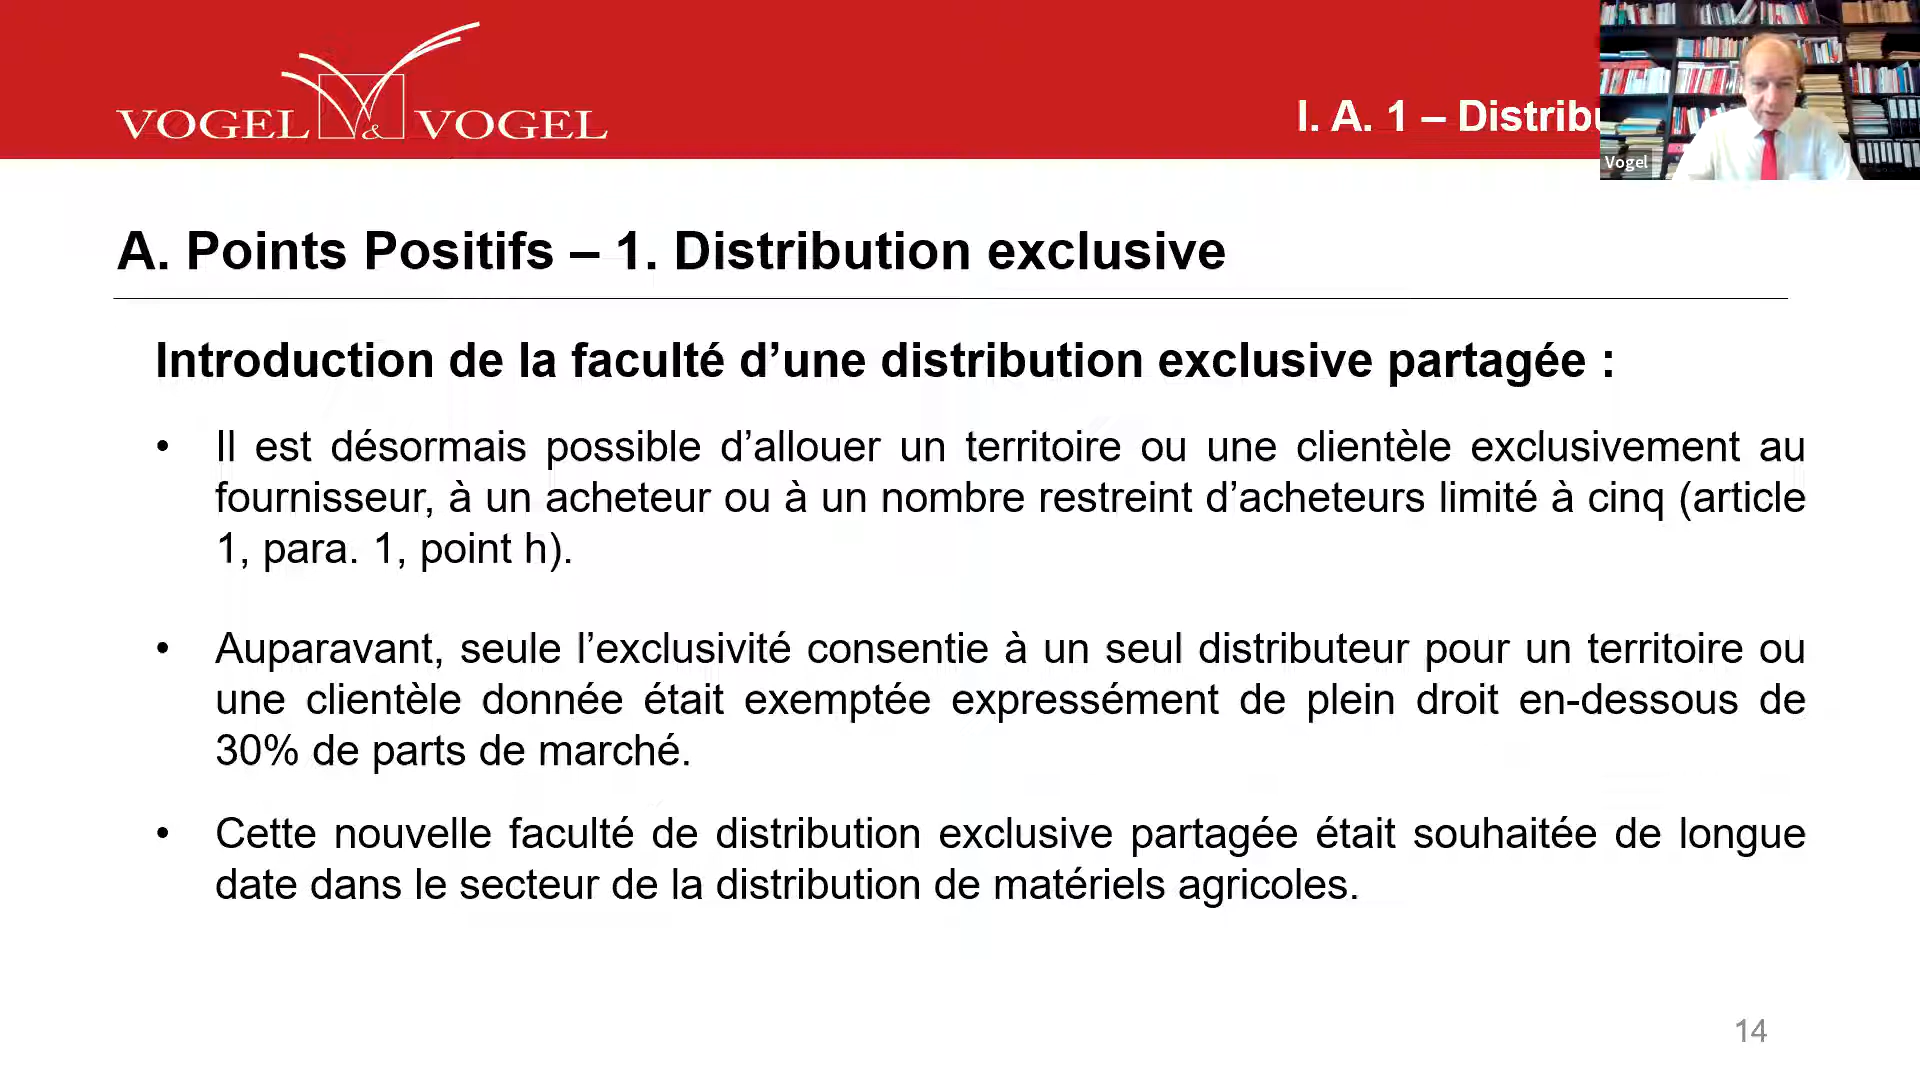 VOGEL & VOGEL
I. A. 1 – Distribu
Vogel
A. Points Positifs – 1. Distribution exclusive
Introduction de la faculté d’une distribution exclusive partagée :
• Il est désormais possible d’allouer un territoire ou une clientèle exclusivement au
fournisseur, à un acheteur ou à un nombre restreint d’acheteurs limité à cinq (article
1, para. 1, point h).
• Auparavant, seule l’exclusivité consentie à un seul distributeur pour un territoire ou
une clientèle donnée était exemptée expressément de plein droit en-dessous de
30% de parts de marché.
• Cette nouvelle faculté de distribution exclusive partagée était souhaitée de longue
date dans le secteur de la distribution de matériels agricoles.
14